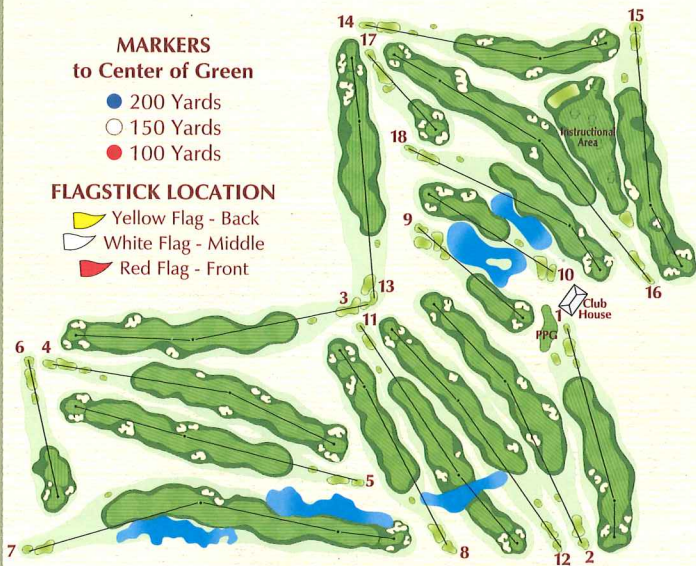 MARKERS
to Center of Green
200 Yards
150 Yards
100 Yards
FLAGSTICK LOCATION
Yellow Flag - Back
White Flag - Middle
Red Flag - Front
14
17
15
Instructional
Area
18
9
10
16
13
3
11
1
Club
House
PPG
6
4
5
7
8
12
2